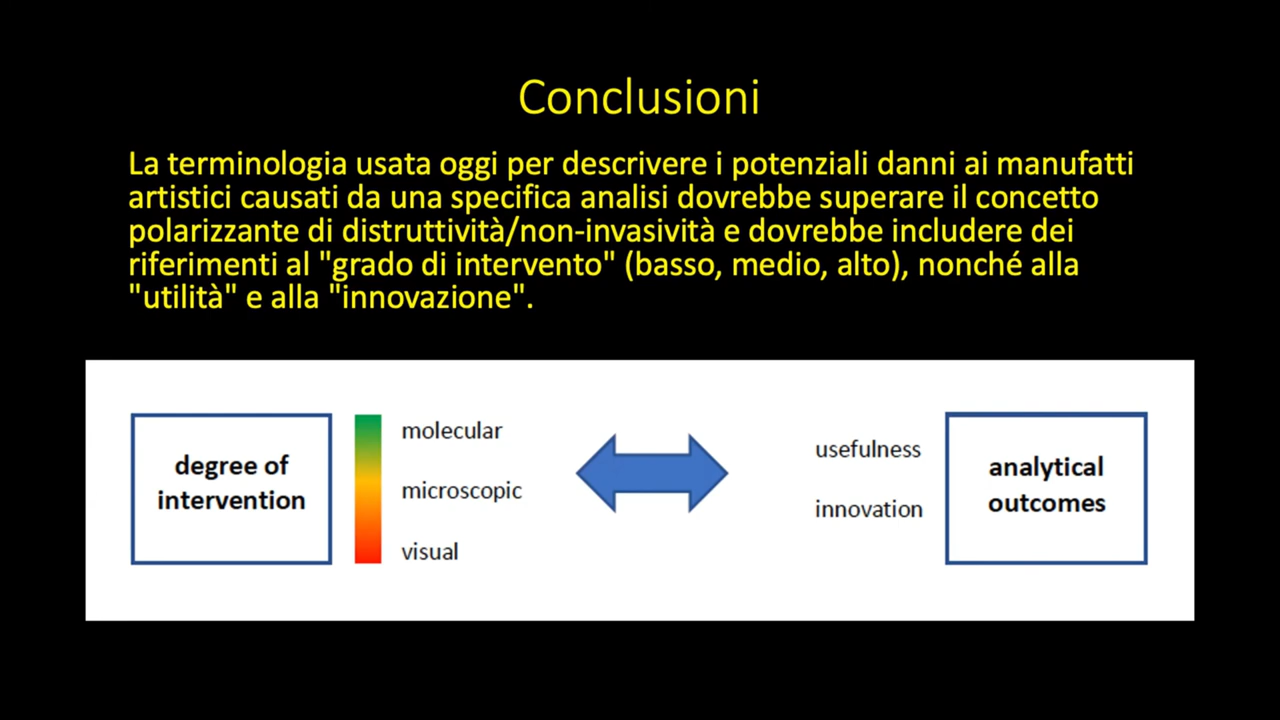 Conclusioni
La terminologia usata oggi per descrivere i potenziali danni ai manufatti
artistici causati da una specifica analisi dovrebbe superare il concetto
polarizzante di distruttività/non-invasività e dovrebbe includere dei
riferimenti al "grado di intervento" (basso, medio, alto), nonché alla
"utilità" e alla "innovazione".
degree of
intervention
molecular
microscopic
visual
usefulness
innovation
analytical
outcomes